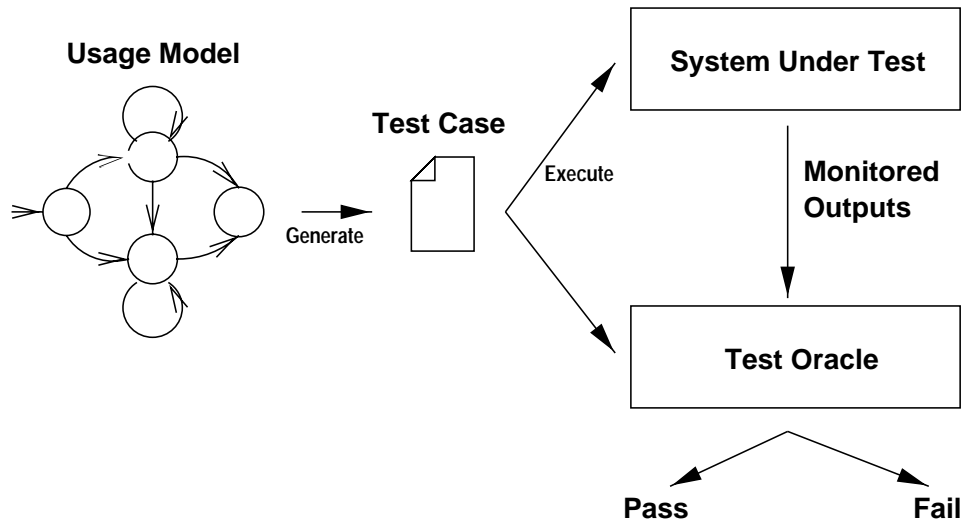 Usage Model
Test Case
System Under Test
Execute
Generate
Monitored
Outputs
Test Oracle
Pass
Fail